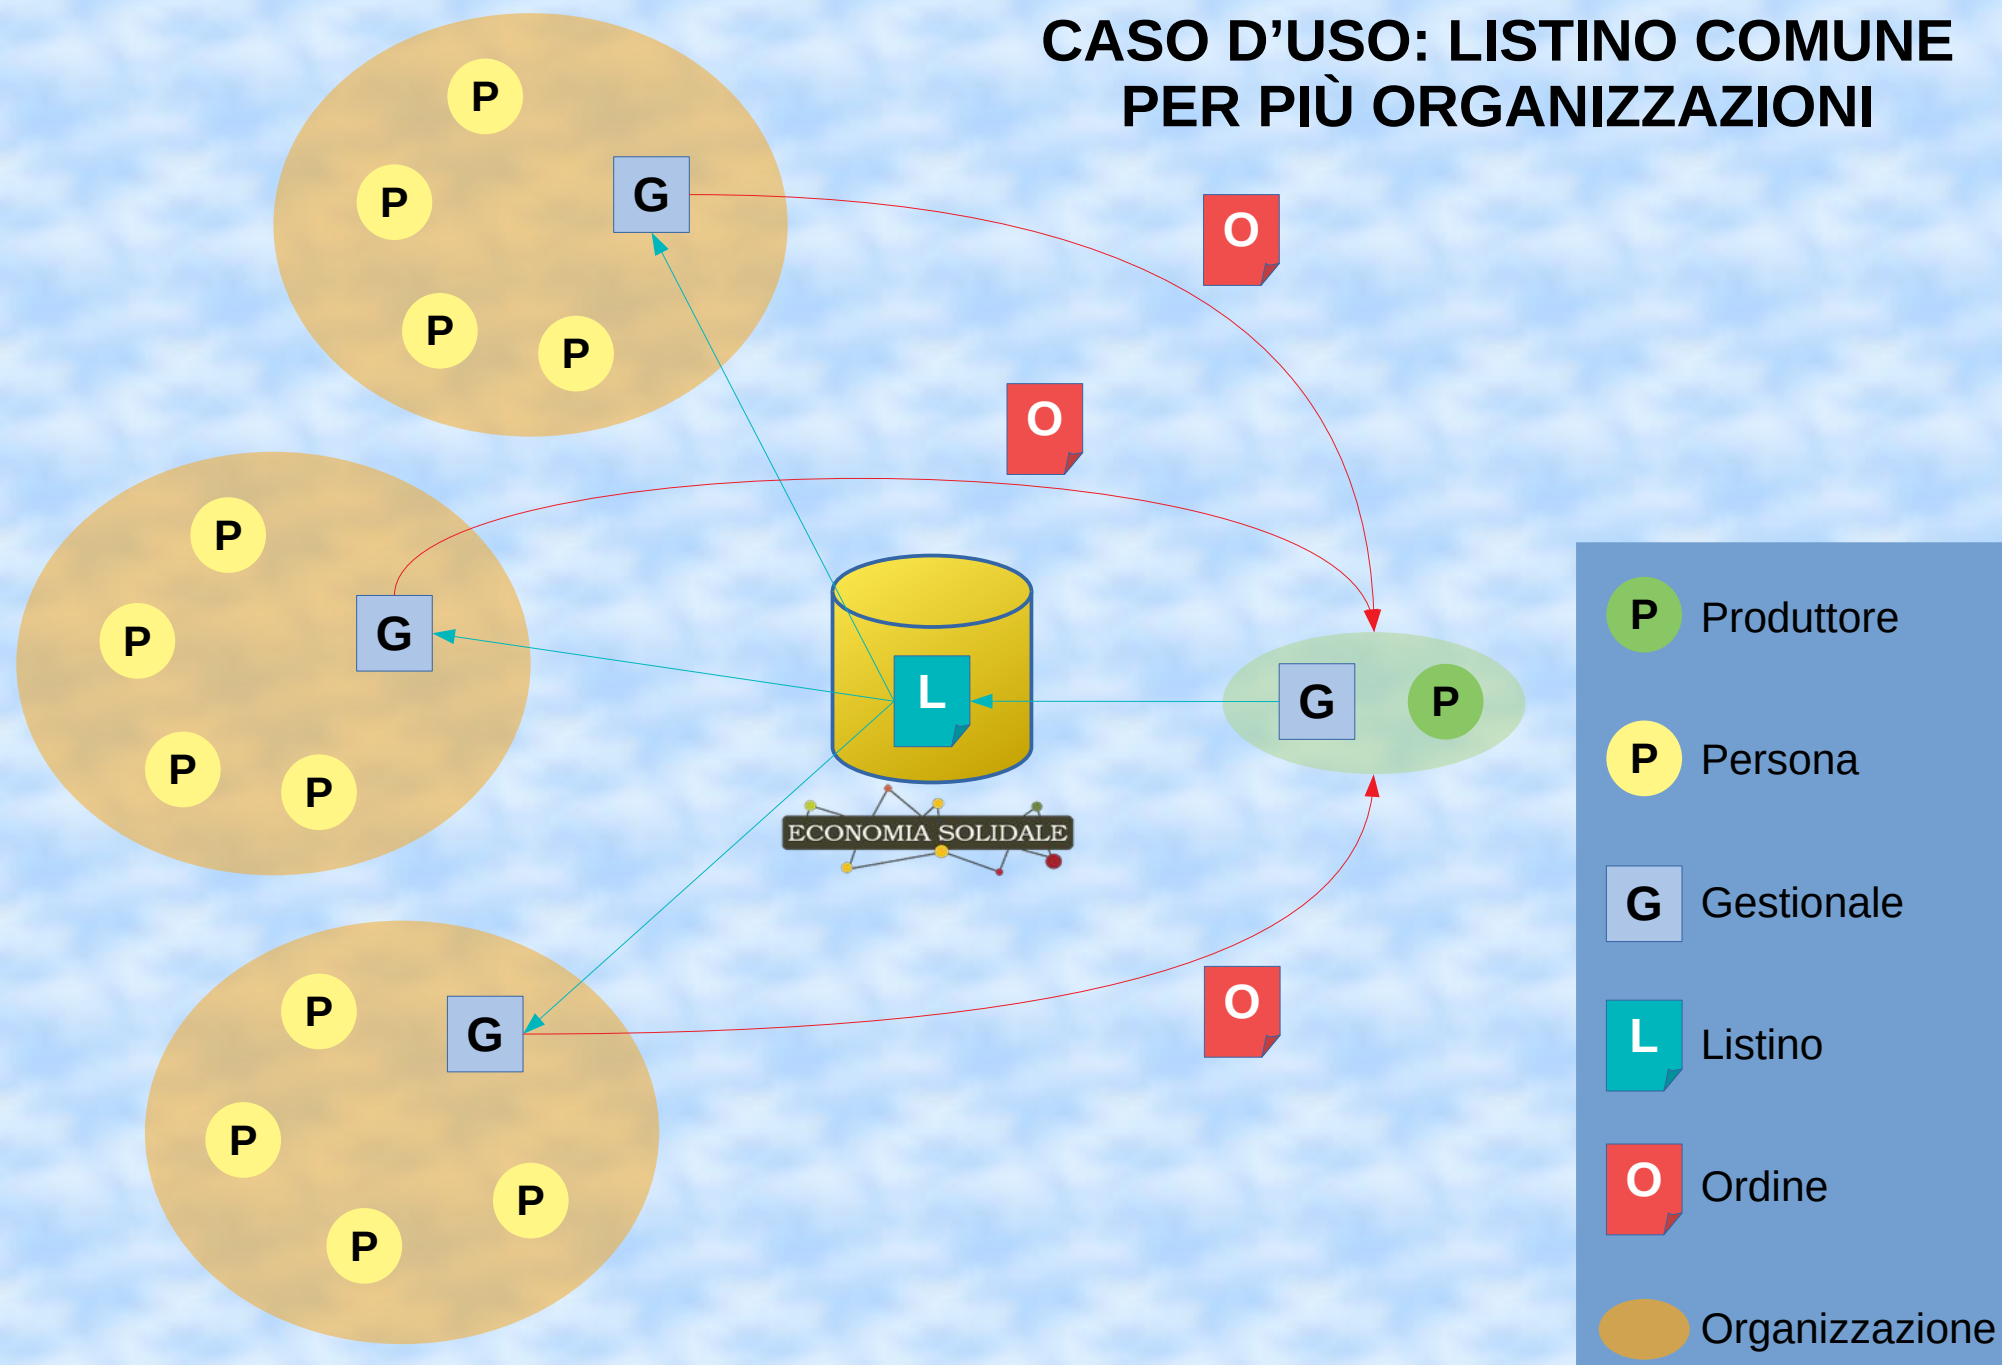 CASO D’USO: LISTINO COMUNE
PER PIÙ ORGANIZZAZIONI
P
P
G
P
P
O
O
P
P
G
P
P
L
ECONOMIA SOLIDALE
G
P
P
G
P
P
P
O
P Produttore
P Persona
G Gestionale
L Listino
O Ordine
Organizzazione